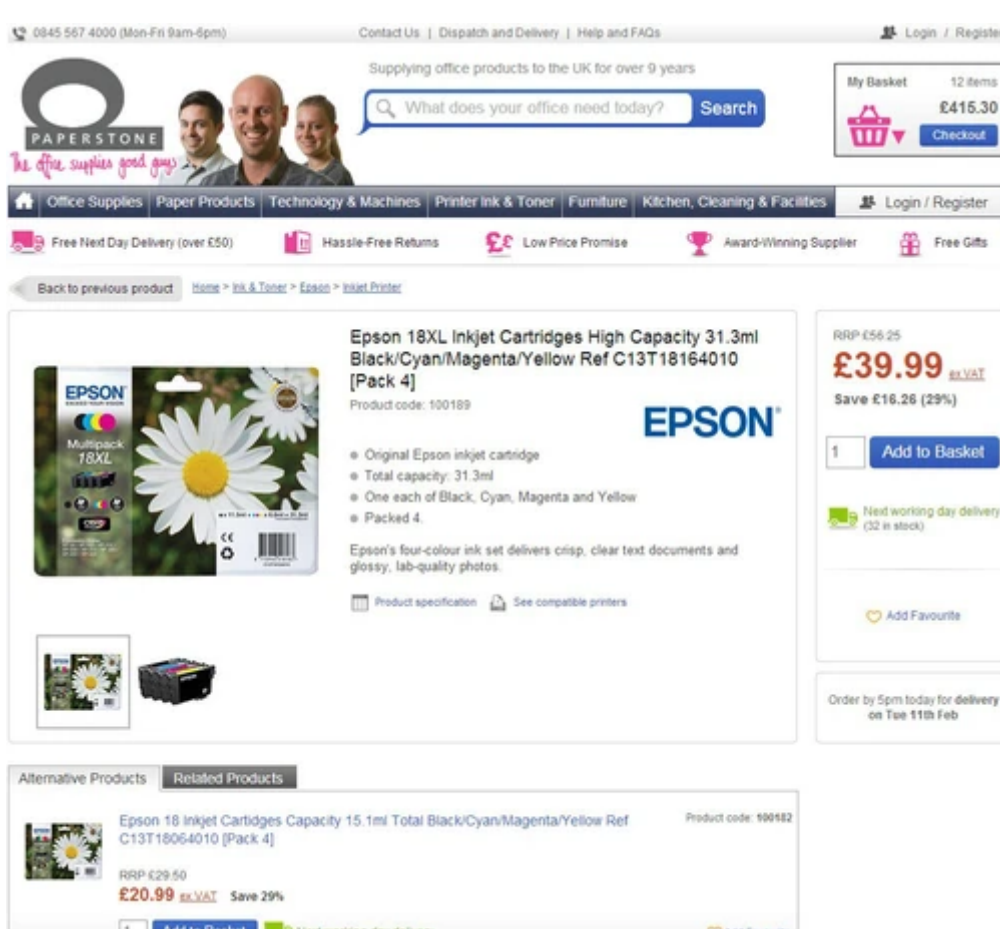 0845 567 4000 (Mon-Fri 9am-6pm)
Contact Us | Dispatch and Delivery | Help and FAQs
Login / Register
Supplying office products to the UK for over 9 years
What does your office need today?
Search
My Basket 12 items
£415.30
Checkout
PAPERSTONE
The office supplies good guys
Office Supplies Paper Products Technology & Machines Printer Ink & Toner Furniture Kitchen, Cleaning & Facilities Login / Register
Free Next Day Delivery (over £50) Hassle-Free Returns Low Price Promise Award-Winning Supplier Free Gifts
Back to previous product Home > Ink & Toner > Epson > Inkjet Printer
Epson 18XL Inkjet Cartridges High Capacity 31.3ml
Black/Cyan/Magenta/Yellow Ref C13T18164010
[Pack 4]
Product code: 100189
EPSON
Original Epson inkjet cartridge
Total capacity: 31.3ml
One each of Black, Cyan, Magenta and Yellow
Packed 4.
Epson's four-colour ink set delivers crisp, clear text documents and
glossy, lab-quality photos.
Product specification See compatible printers
EPSON
Multipack
18XL
RRP £56.25
£39.99 ex.VAT
Save £16.26 (29%)
1
Add to Basket
Next working day delivery
(32 in stock)
Add Favourite
Order by 5pm today for delivery
on Tue 11th Feb
Alternative Products Related Products
Epson 18 Inkjet Cartidges Capacity 15.1ml Total Black/Cyan/Magenta/Yellow Ref
C13T18064010 [Pack 4]
Product code: 100182
RRP £29.50
£20.99 ex.VAT Save 29%